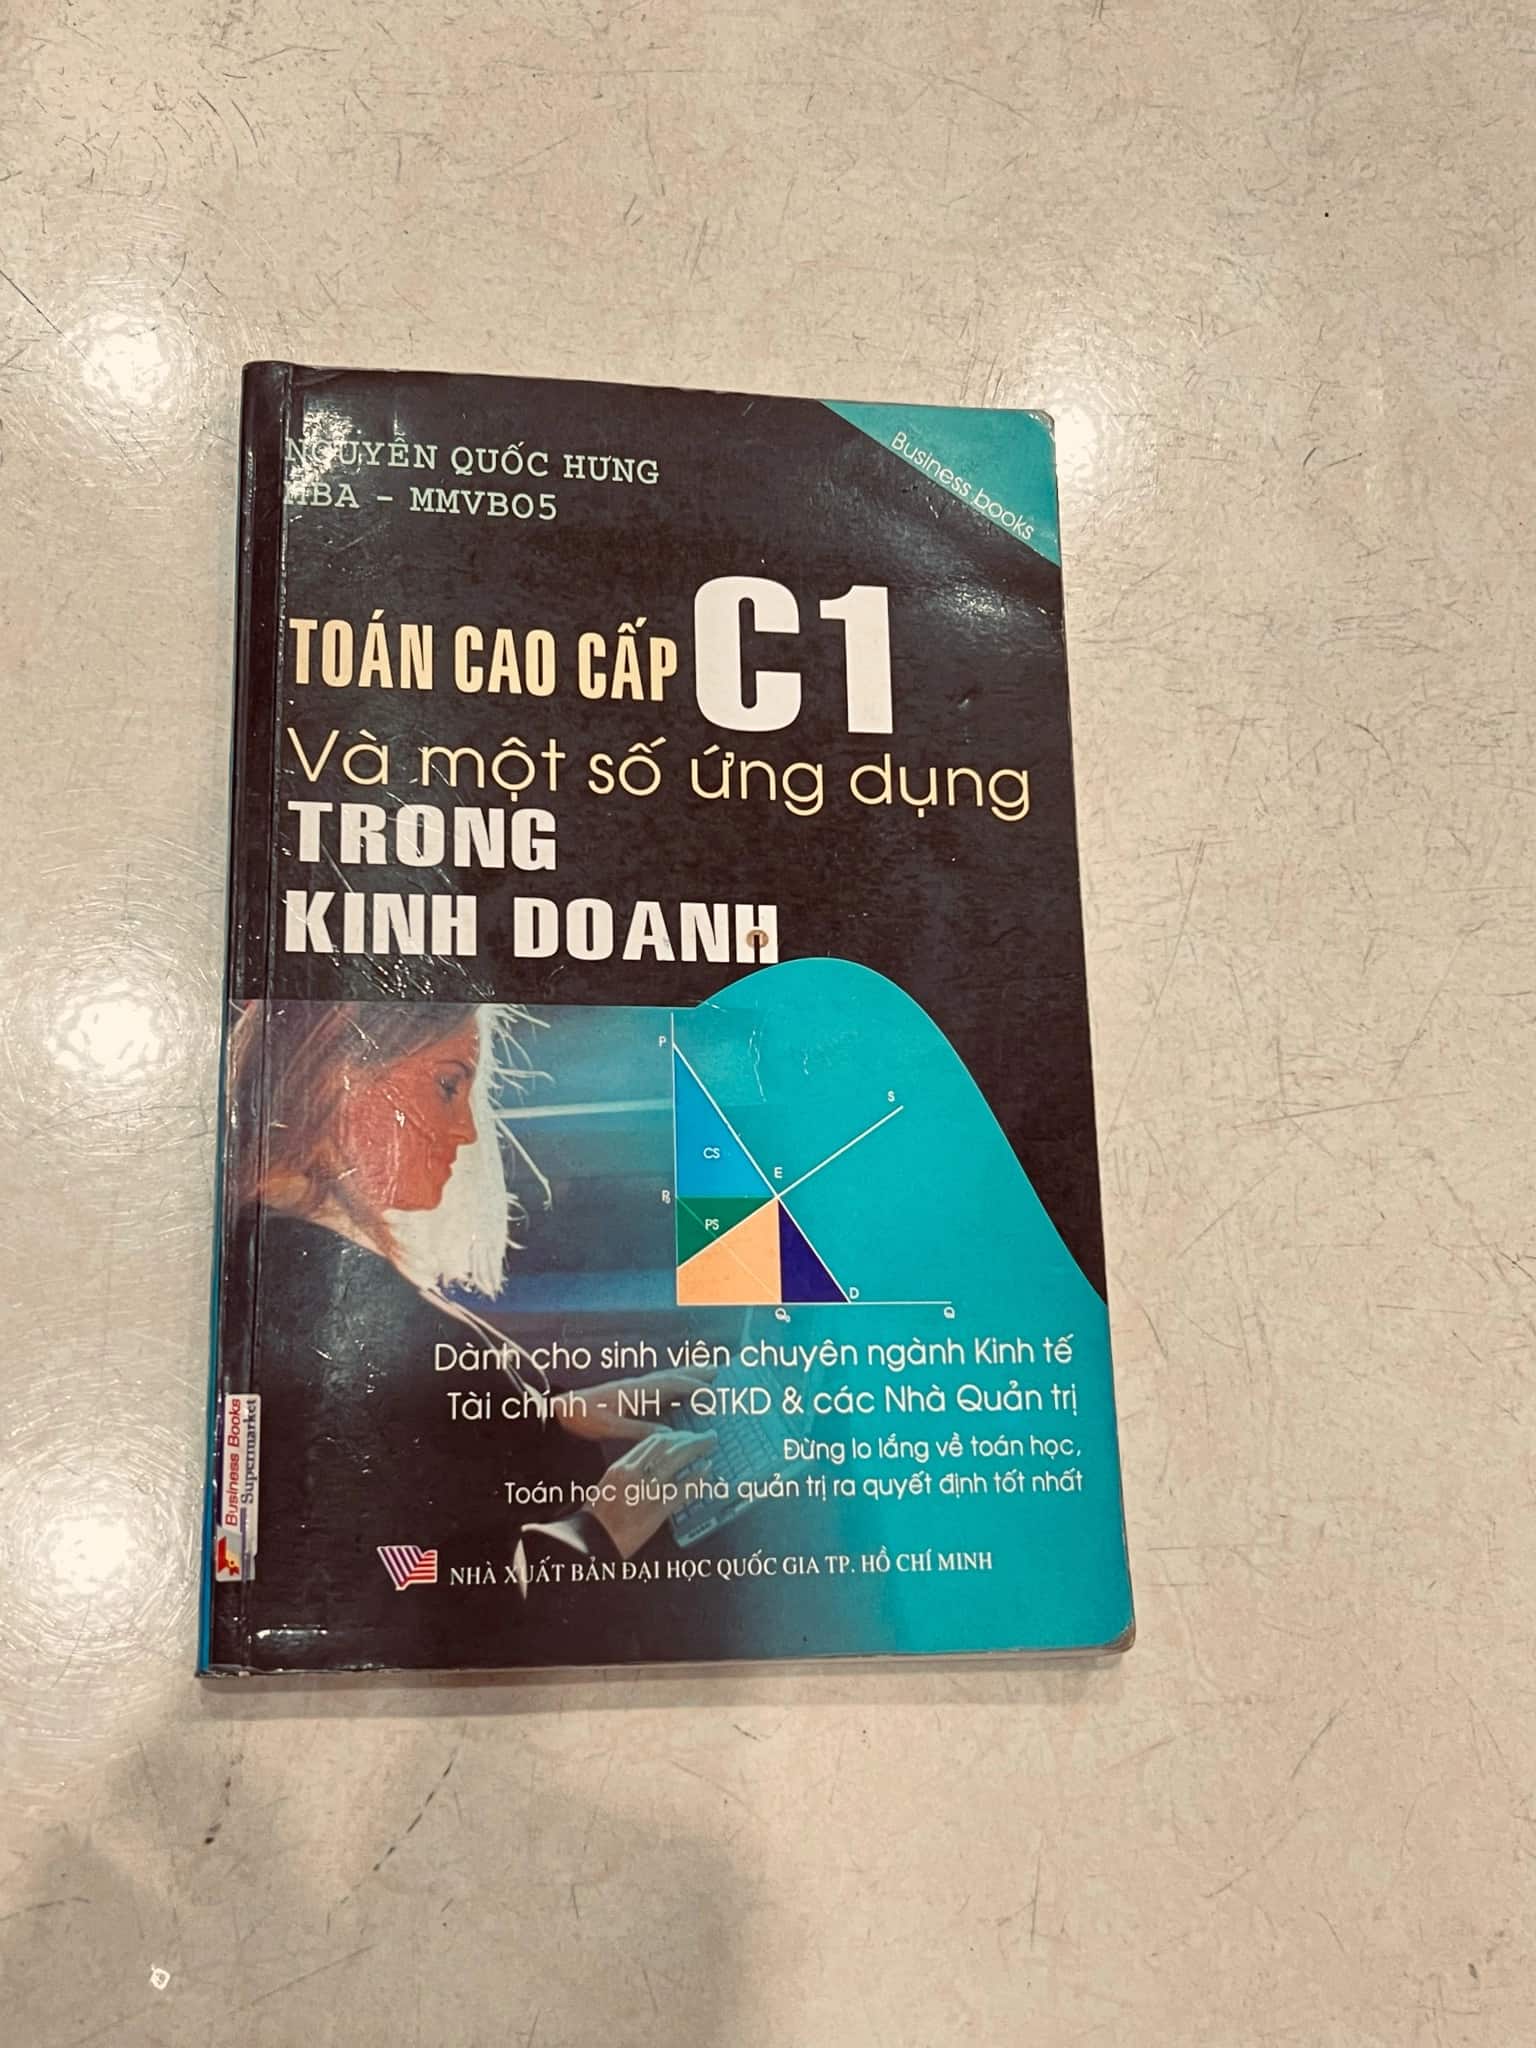 NGUYỄN QUỐC HƯNG
MBA - MMVBO5
Business books
TOÁN CAO CẤP C1
Và một số ứng dụng
TRONG
KINH DOANH
P
S
CS
E
P₀
PS
D
Q₀
Q
Dành cho sinh viên chuyên ngành Kinh tế
Tài chính - NH - QTKD & các Nhà Quản trị
Đừng lo lắng về toán học,
Toán học giúp nhà quản trị ra quyết định tốt nhất
NHÀ XUẤT BẢN ĐẠI HỌC QUỐC GIA TP. HỒ CHÍ MINH
Business Books
Supermarket